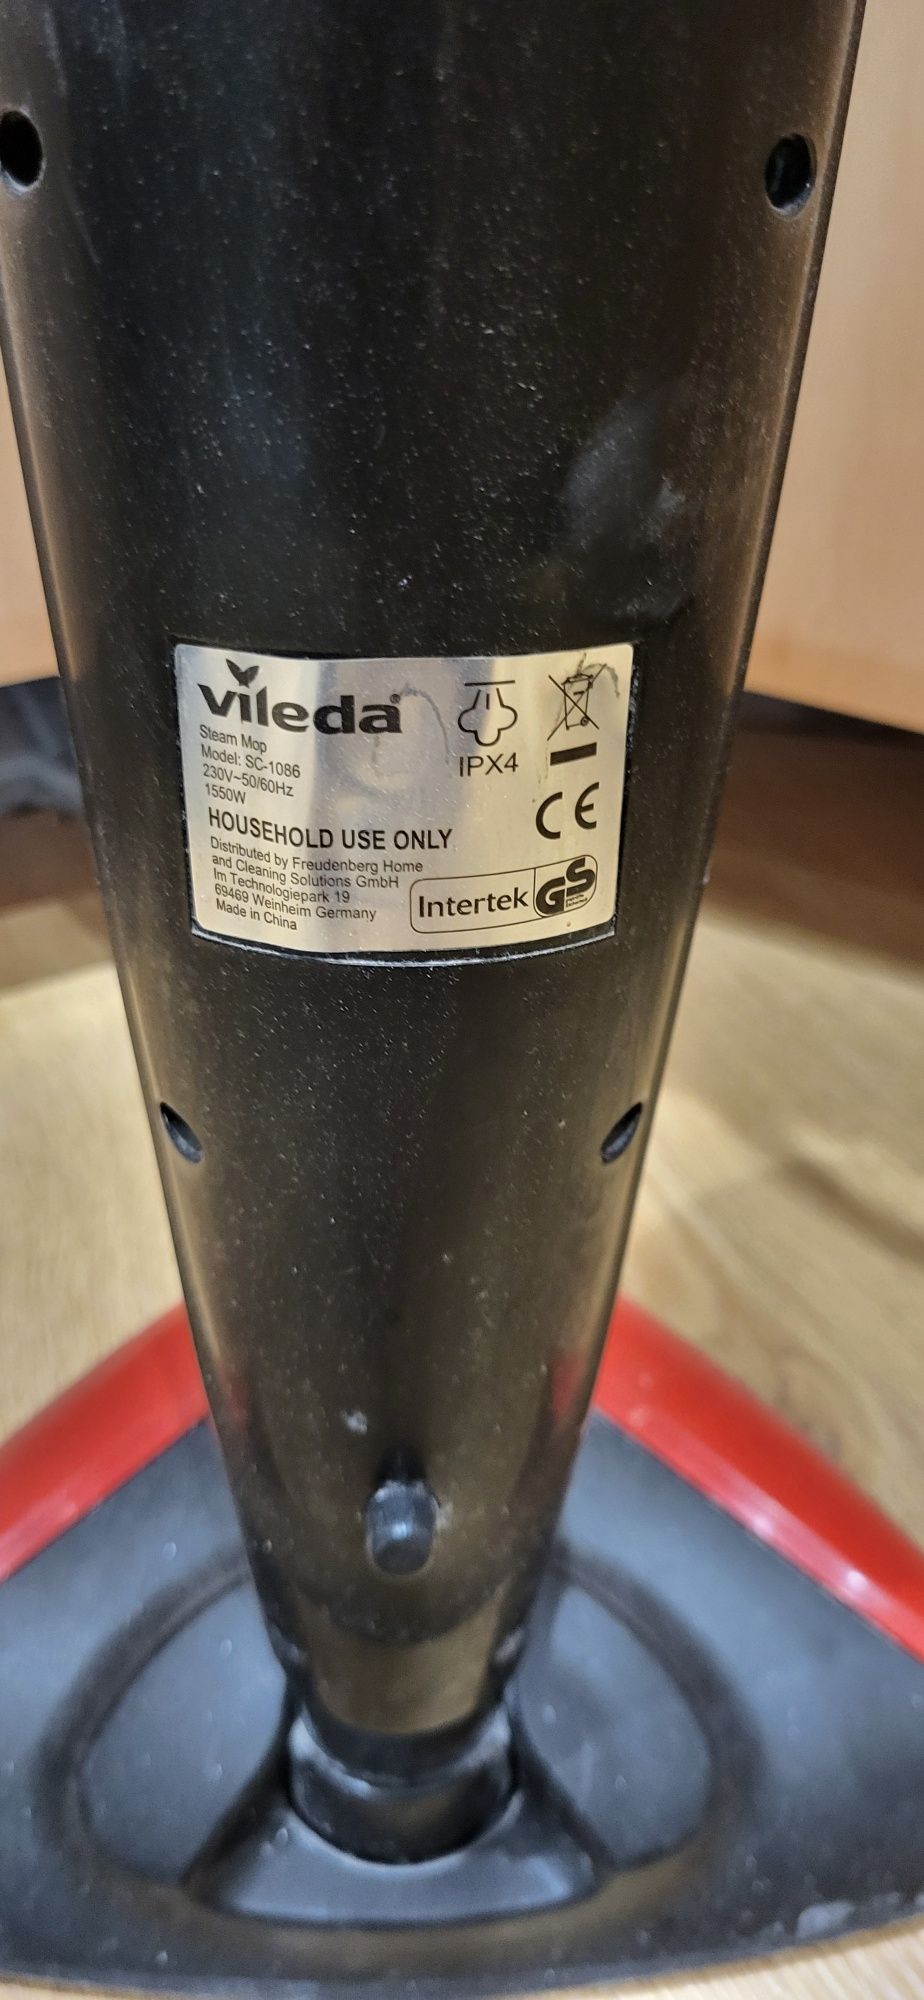 vileda®
Steam Mop
Model: SC-1086
230V~50/60Hz
1550W
IPX4
CE
HOUSEHOLD USE ONLY
Distributed by Freudenberg Home
and Cleaning Solutions GmbH
Im Technologiepark 19
69469 Weinheim Germany
Made in China
Intertek GS